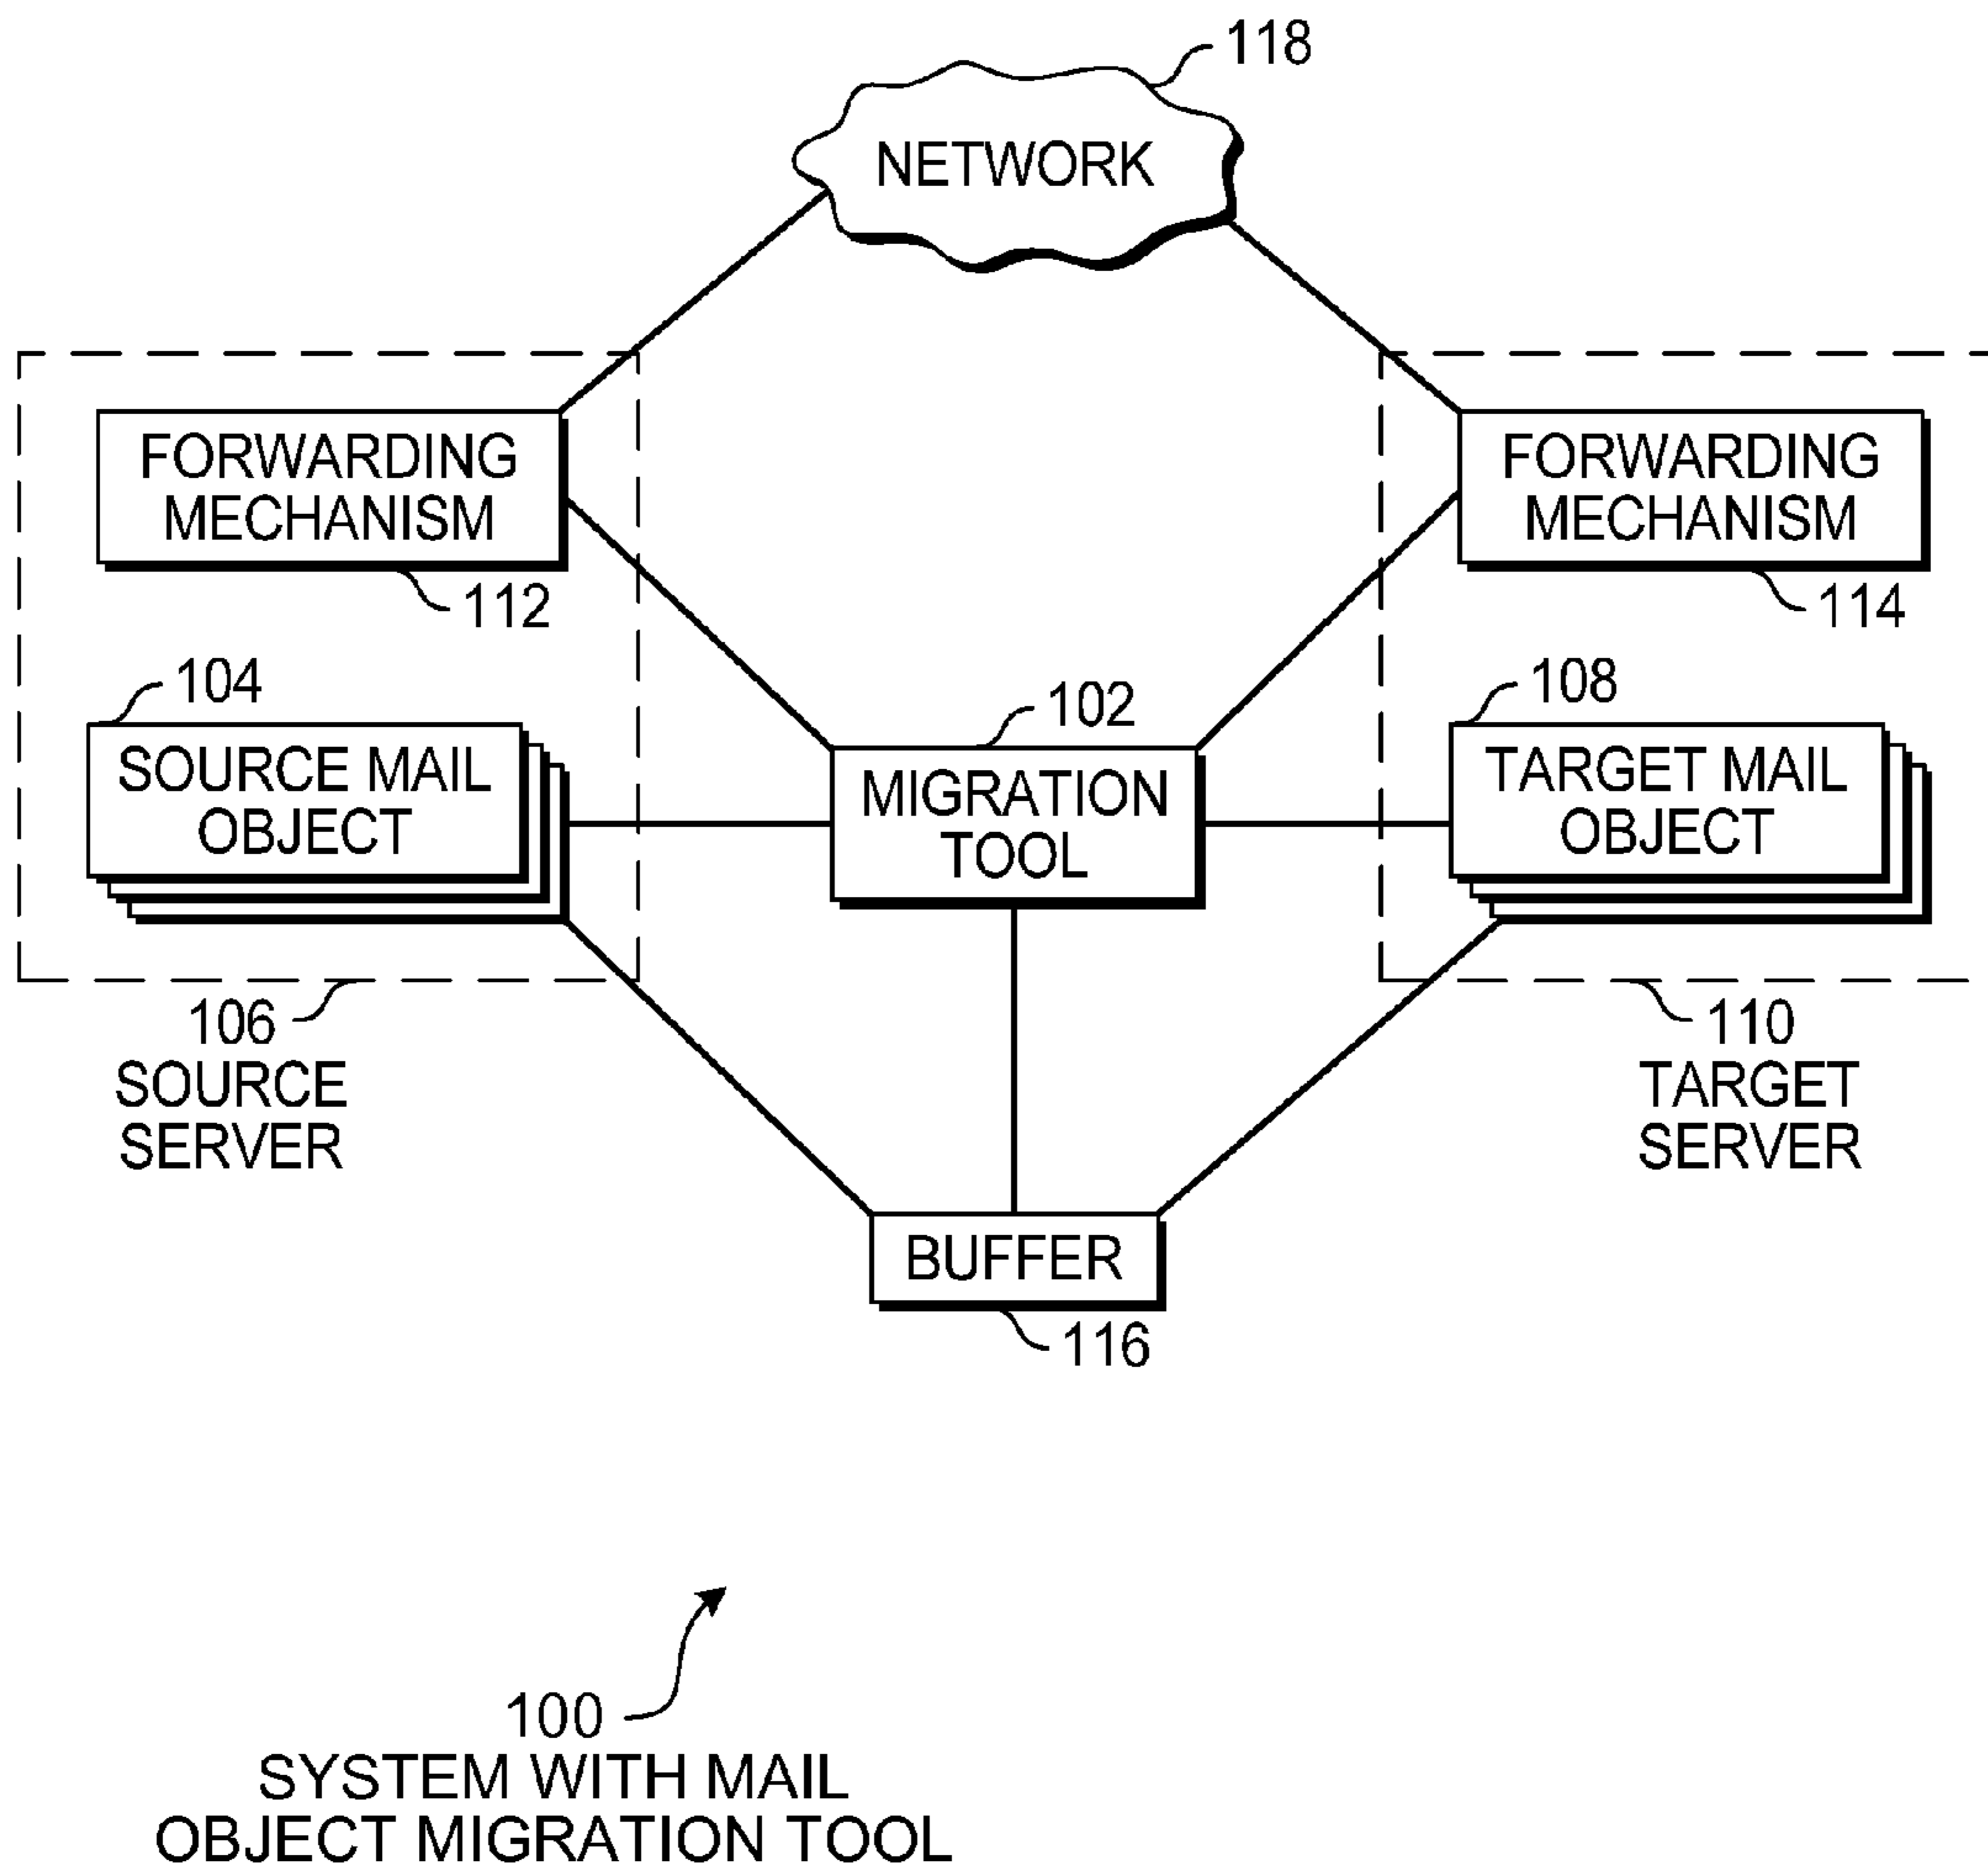 118
NETWORK
FORWARDING
MECHANISM
112
FORWARDING
MECHANISM
114
104
SOURCE MAIL
OBJECT
102
MIGRATION
TOOL
108
TARGET MAIL
OBJECT
106
SOURCE
SERVER
110
TARGET
SERVER
BUFFER
116
100
SYSTEM WITH MAIL
OBJECT MIGRATION TOOL